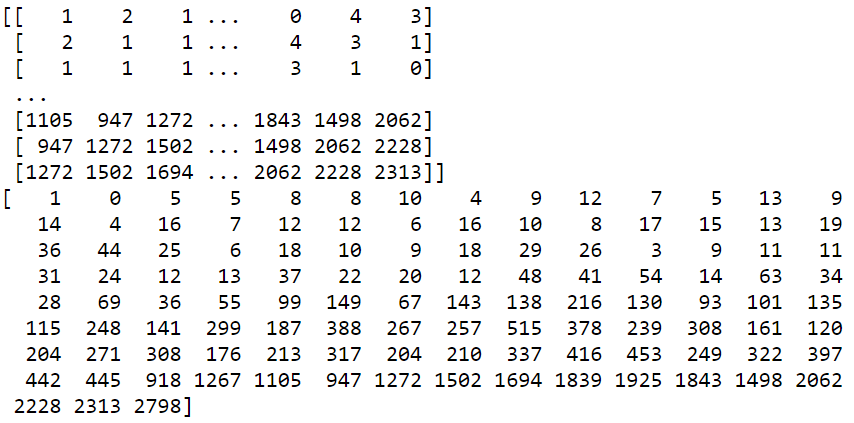 [[   1    2    1 ...    0    4    3]
 [   2    1    1 ...    4    3    1]
 [   1    1    1 ...    3    1    0]
 ...
 [1105  947 1272 ... 1843 1498 2062]
 [ 947 1272 1502 ... 1498 2062 2228]
 [1272 1502 1694 ... 2062 2228 2313]]
[   1    0    5    5    8    8   10    4    9   12    7    5   13    9
   14    4   16    7   12   12    6   16   10    8   17   15   13   19
   36   44   25    6   18   10    9   18   29   26    3    9   11   11
   31   24   12   13   37   22   20   12   48   41   54   14   63   34
   28   69   36   55   99  149   67  143  138  216  130   93  101  135
  115  248  141  299  187  388  267  257  515  378  239  308  161  120
  204  271  308  176  213  317  204  210  337  416  453  249  322  397
  442  445  918 1267 1105  947 1272 1502 1694 1839 1925 1843 1498 2062
 2228 2313 2798]